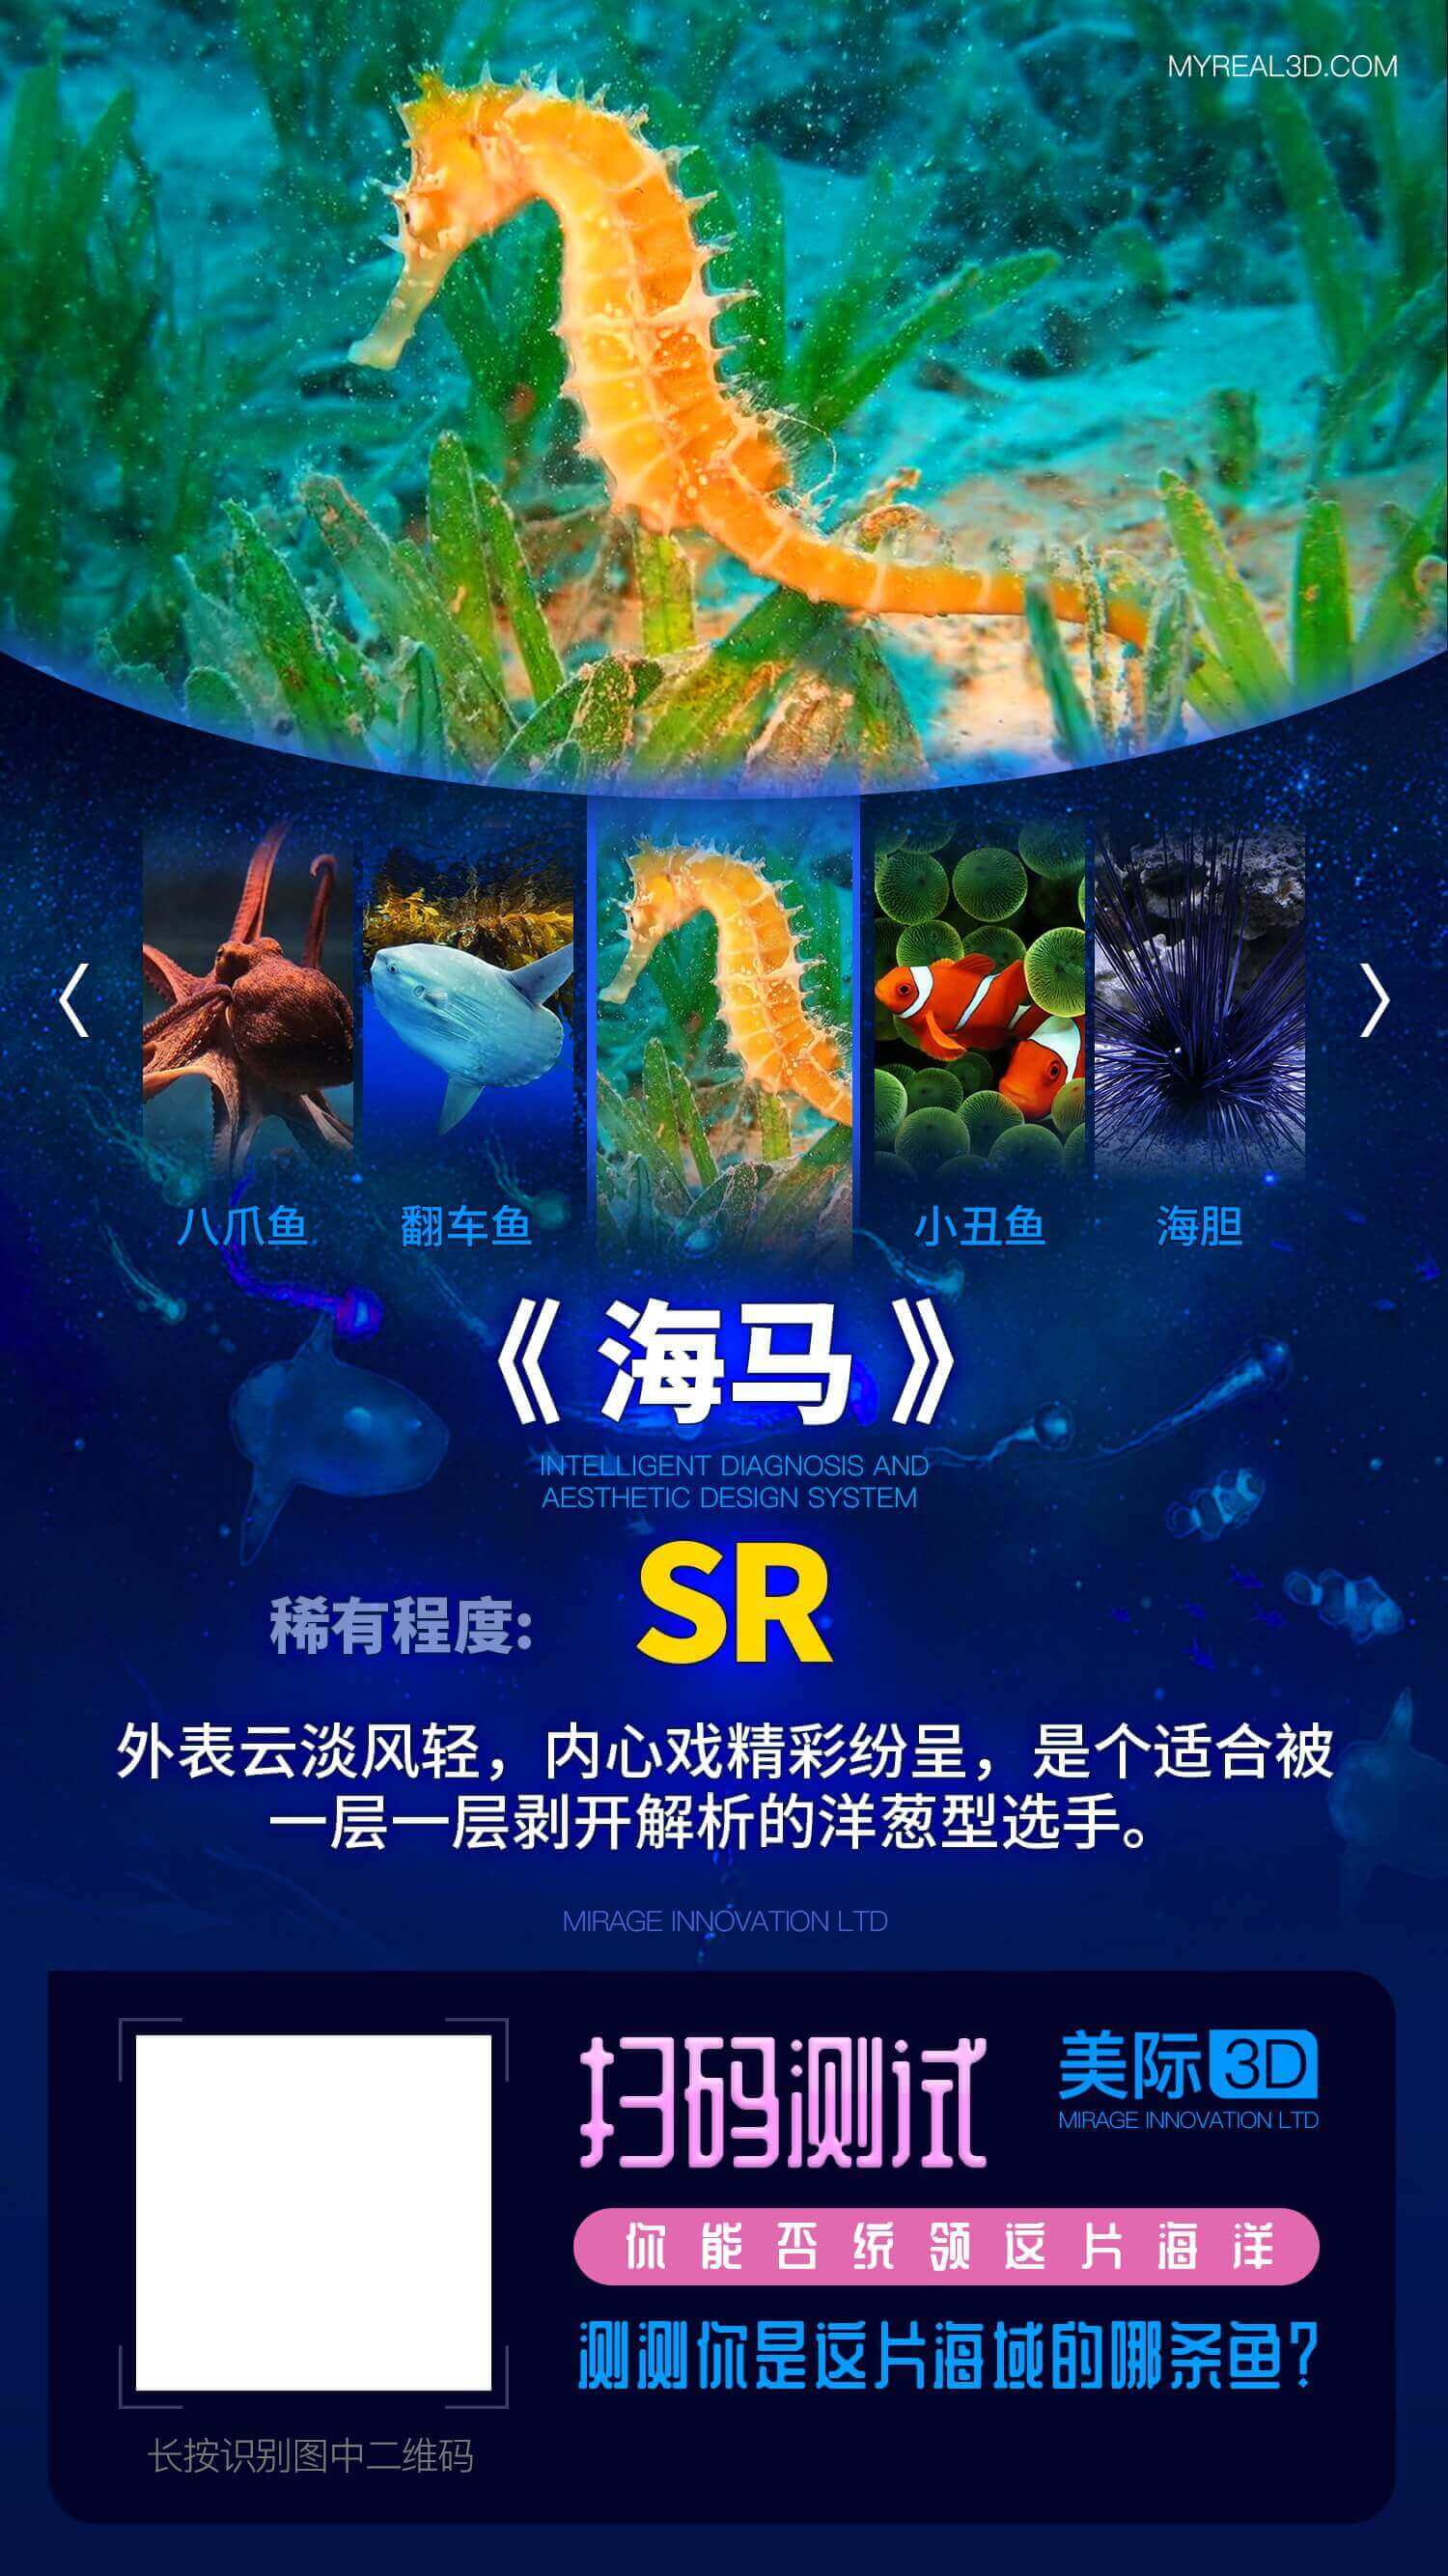 MYREAL3D.COM
八爪鱼
翻车鱼
小丑鱼
海胆
《 海马 》
INTELLIGENT DIAGNOSIS AND
AESTHETIC DESIGN SYSTEM
稀有程度:
SR
外表云淡风轻，内心戏精彩纷呈，是个适合被
一层一层剥开解析的洋葱型选手。
MIRAGE INNOVATION LTD
扫码测试
美际3D
MIRAGE INNOVATION LTD
你能否统领这片海洋
测测你是这片海域的哪条鱼?
长按识别图中二维码